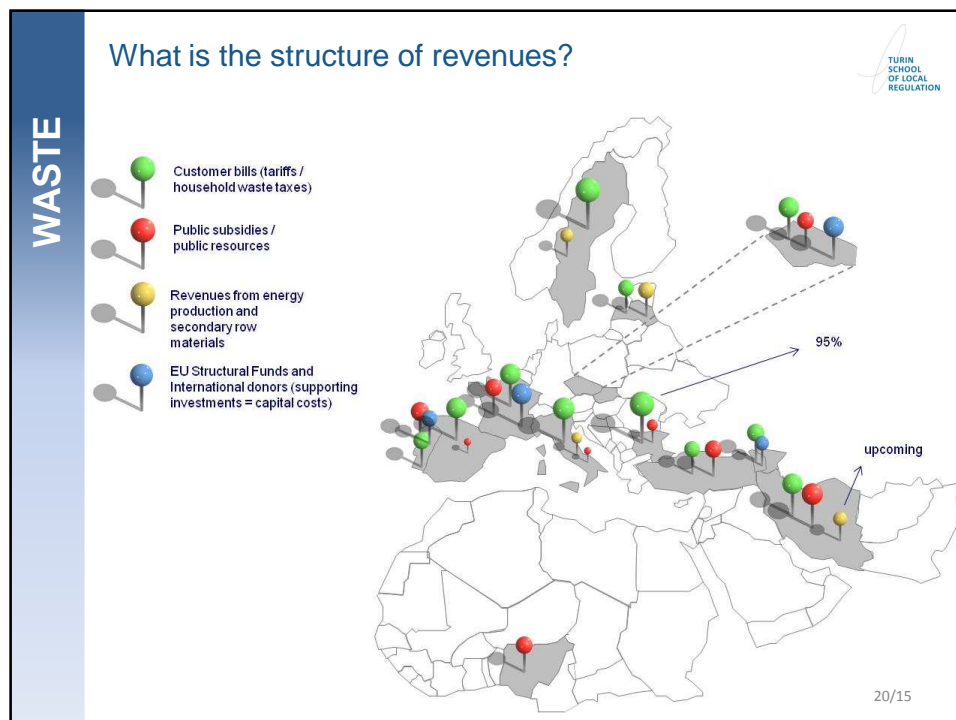 What is the structure of revenues?
TURIN
SCHOOL
OF LOCAL
REGULATION
WASTE
Customer bills (tariffs /
household waste taxes)
Public subsidies /
public resources
Revenues from energy
production and
secondary row
materials
EU Structural Funds and
International donors (supporting
investments = capital costs)
95%
upcoming
20/15